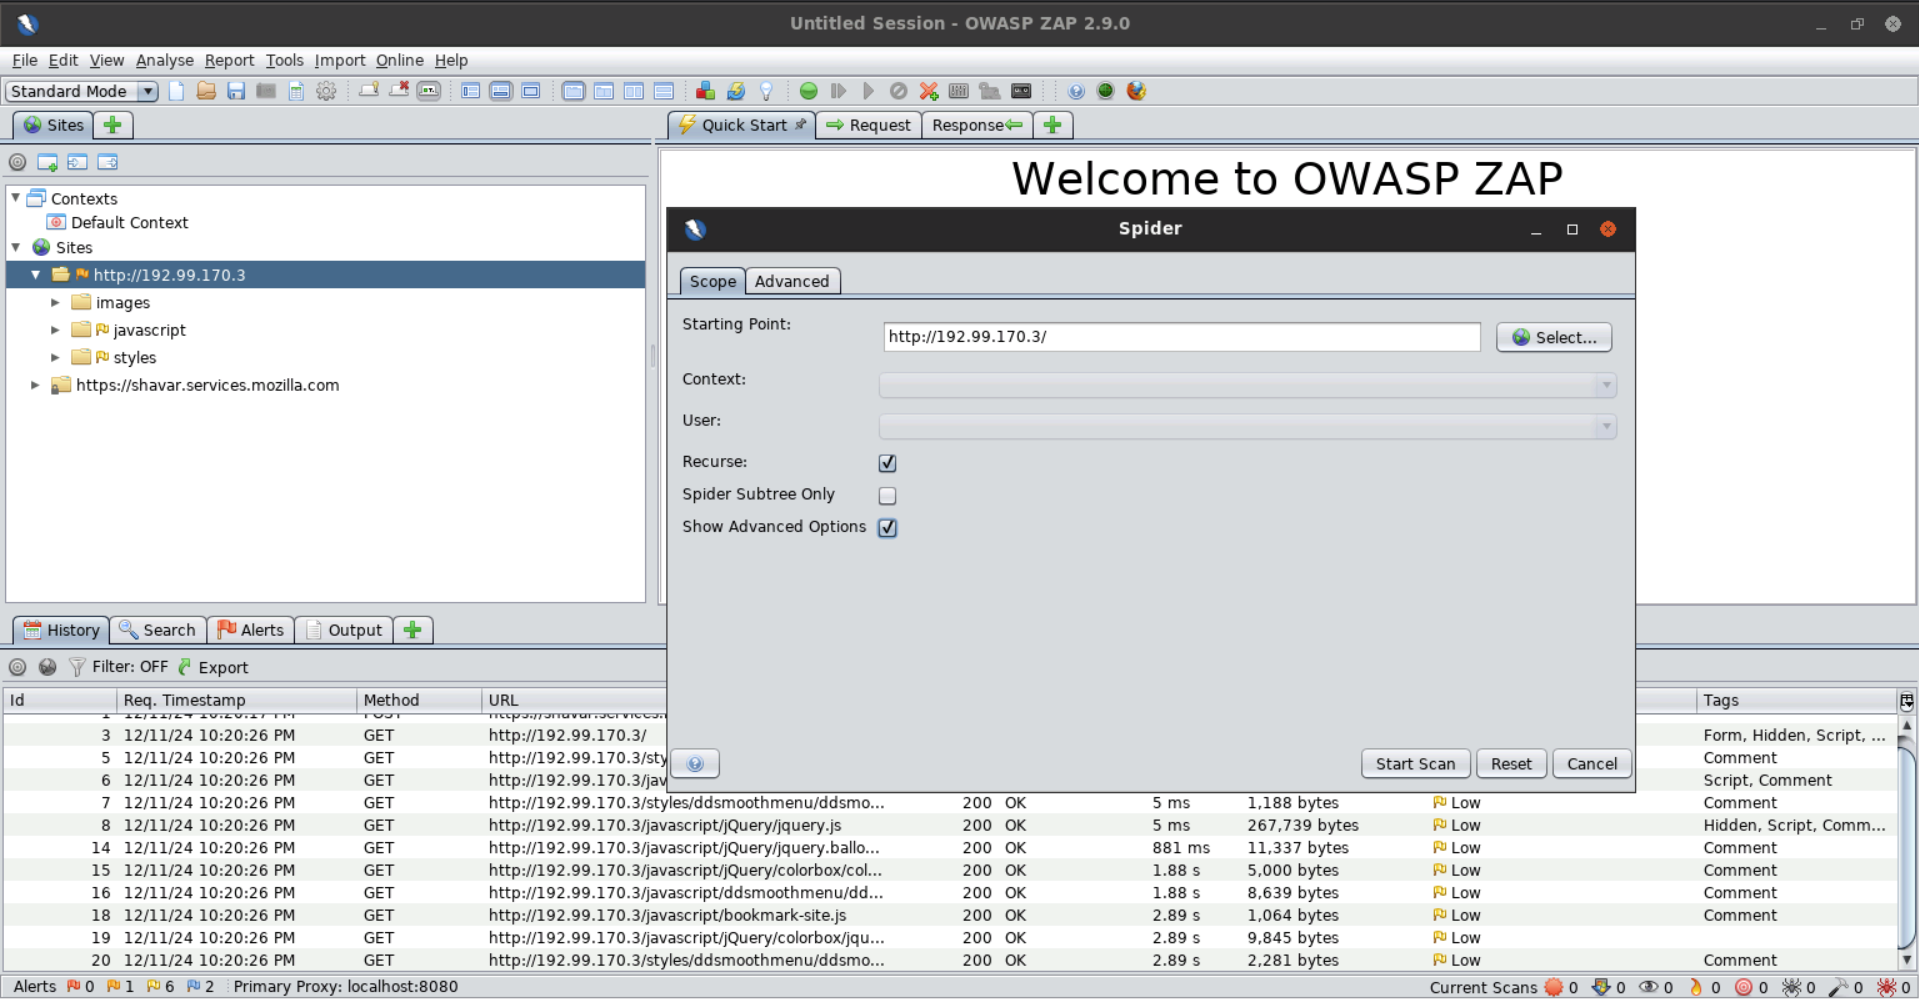 Untitled Session - OWASP ZAP 2.9.0
File Edit View Analyse Report Tools Import Online Help
Standard Mode
Sites
Quick Start Request Response
Welcome to OWASP ZAP
Contexts
Default Context
Sites
http://192.99.170.3
images
javascript
styles
https://shavar.services.mozilla.com
Spider
Scope Advanced
Starting Point: http://192.99.170.3/ Select...
Context:
User:
Recurse:
Spider Subtree Only
Show Advanced Options
Start Scan Reset Cancel
History Search Alerts Output
Filter: OFF Export
Id Req. Timestamp Method URL Tags
1 12/11/24 10:20:17 PM POST https://shavar.services.
3 12/11/24 10:20:26 PM GET http://192.99.170.3/ Form, Hidden, Script, ...
5 12/11/24 10:20:26 PM GET http://192.99.170.3/sty Comment
6 12/11/24 10:20:26 PM GET http://192.99.170.3/jav Script, Comment
7 12/11/24 10:20:26 PM GET http://192.99.170.3/styles/ddsmoothmenu/ddsmo... 200 OK 5 ms 1,188 bytes Low Comment
8 12/11/24 10:20:26 PM GET http://192.99.170.3/javascript/jQuery/jquery.js 200 OK 5 ms 267,739 bytes Low Hidden, Script, Comm...
14 12/11/24 10:20:26 PM GET http://192.99.170.3/javascript/jQuery/jquery.ballo... 200 OK 881 ms 11,337 bytes Low Comment
15 12/11/24 10:20:26 PM GET http://192.99.170.3/javascript/jQuery/colorbox/col... 200 OK 1.88 s 5,000 bytes Low Comment
16 12/11/24 10:20:26 PM GET http://192.99.170.3/javascript/ddsmoothmenu/dd... 200 OK 1.88 s 8,639 bytes Low Comment
18 12/11/24 10:20:26 PM GET http://192.99.170.3/javascript/bookmark-site.js 200 OK 2.89 s 1,064 bytes Low Comment
19 12/11/24 10:20:26 PM GET http://192.99.170.3/javascript/jQuery/colorbox/jqu... 200 OK 2.89 s 9,845 bytes Low
20 12/11/24 10:20:26 PM GET http://192.99.170.3/styles/ddsmoothmenu/ddsmo... 200 OK 2.89 s 2,281 bytes Low Comment
Alerts 0 1 6 2 Primary Proxy: localhost:8080 Current Scans 0 0 0 0 0 0 0 0